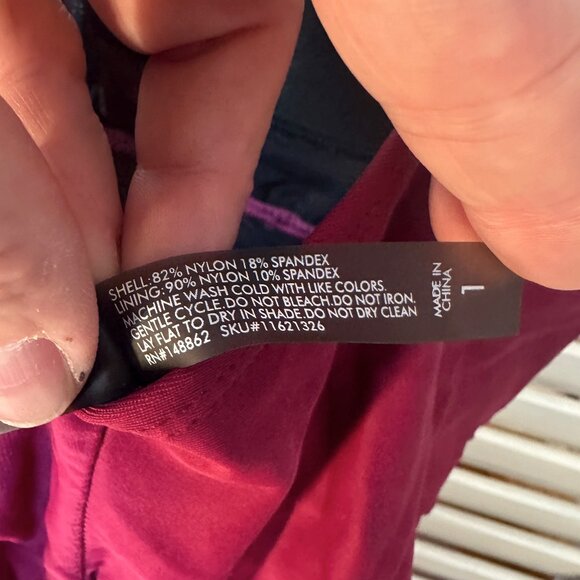 SHELL:82% NYLON 18% SPANDEX
LINING:90% NYLON 10% SPANDEX
MACHINE WASH COLD WITH LIKE COLORS.
GENTLE CYCLE.DO NOT BLEACH.DO NOT IRON.
LAY FLAT TO DRY IN SHADE.DO NOT DRY CLEAN
RN#148862 SKU#11621326
MADE IN
CHINA
L